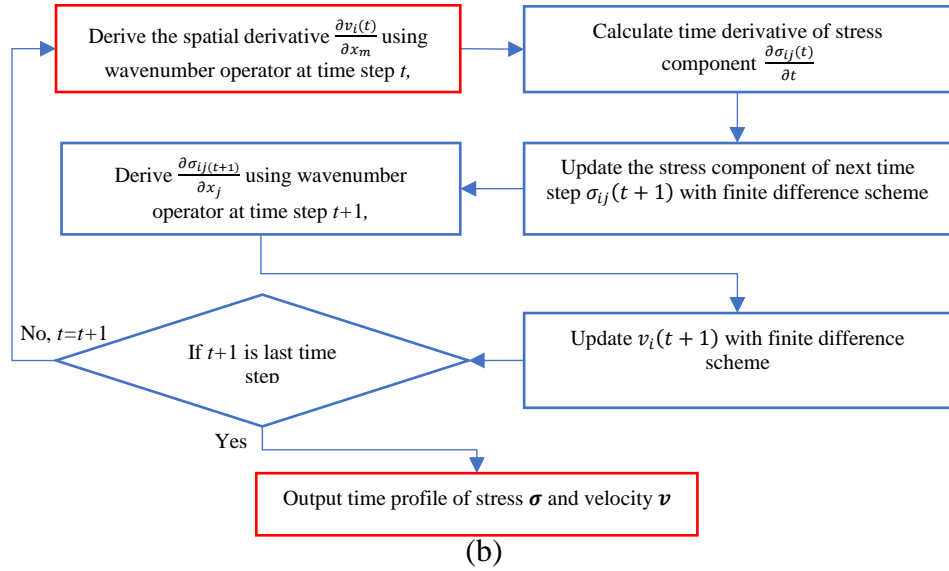 Derive the spatial derivative ∂v_i(t)/∂x_m using
wavenumber operator at time step t,
Calculate time derivative of stress
component ∂σ_ij(t)/∂t
Update the stress component of next time
step σ_ij(t + 1) with finite difference scheme
Derive ∂σ_ij(t+1)/∂x_j using wavenumber
operator at time step t+1,
Update v_i(t + 1) with finite difference
scheme
If t+1 is last time
step
No, t=t+1
Yes
Output time profile of stress σ and velocity v
(b)